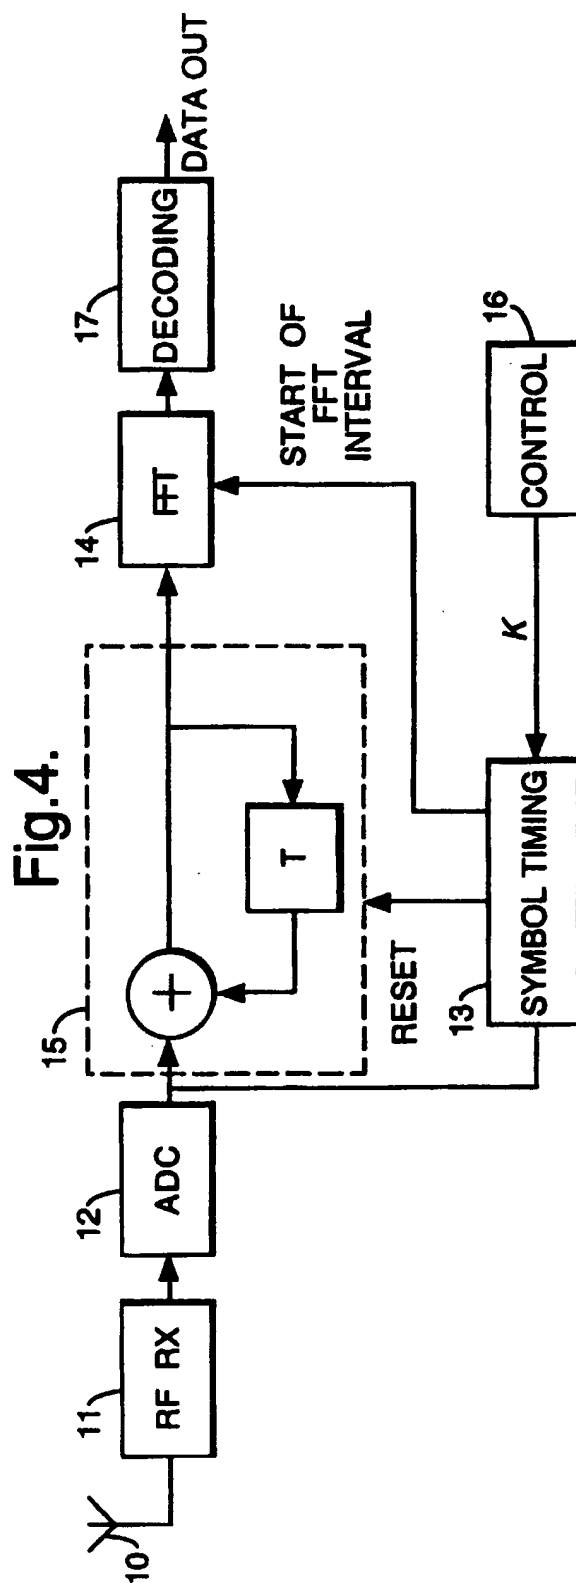 Fig.4.
10
11
RF RX
12
ADC
15
+
T
14
FFT
17
DECODING
DATA OUT
RESET
START OF
FFT
INTERVAL
13
SYMBOL TIMING
K
16
CONTROL